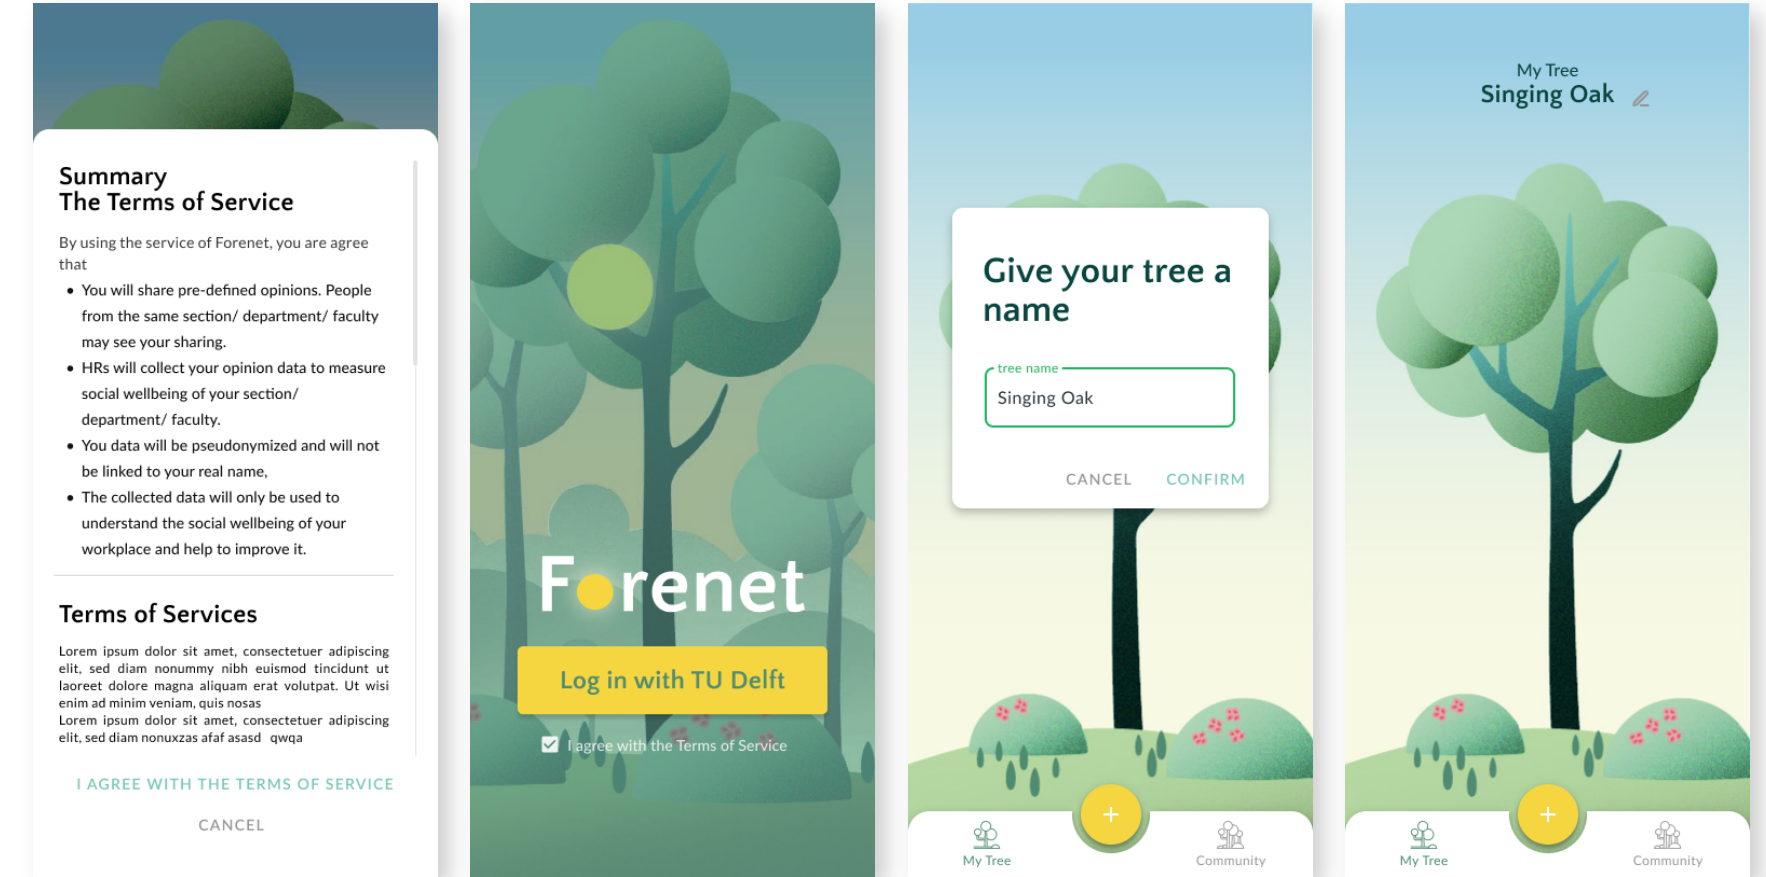 Summary
The Terms of Service
By using the service of Forenet, you are agree
that
• You will share pre-defined opinions. People
from the same section/ department/ faculty
may see your sharing.
• HRs will collect your opinion data to measure
social wellbeing of your section/
department/ faculty.
• You data will be pseudonymized and will not
be linked to your real name,
• The collected data will only be used to
understand the social wellbeing of your
workplace and help to improve it.
Terms of Services
Lorem ipsum dolor sit amet, consectetuer adipiscing
elit, sed diam nonummy nibh euismod tincidunt ut
laoreet dolore magna aliquam erat volutpat. Ut wisi
enim ad minim veniam, quis nosas
Lorem ipsum dolor sit amet, consectetuer adipiscing
elit, sed diam nonuxzas afaf asasd qwqa
I AGREE WITH THE TERMS OF SERVICE
CANCEL
Forenet
Log in with TU Delft
I agree with the Terms of Service
Give your tree a
name
tree name
Singing Oak
CANCEL CONFIRM
+
My Tree Community
My Tree
Singing Oak
+
My Tree Community